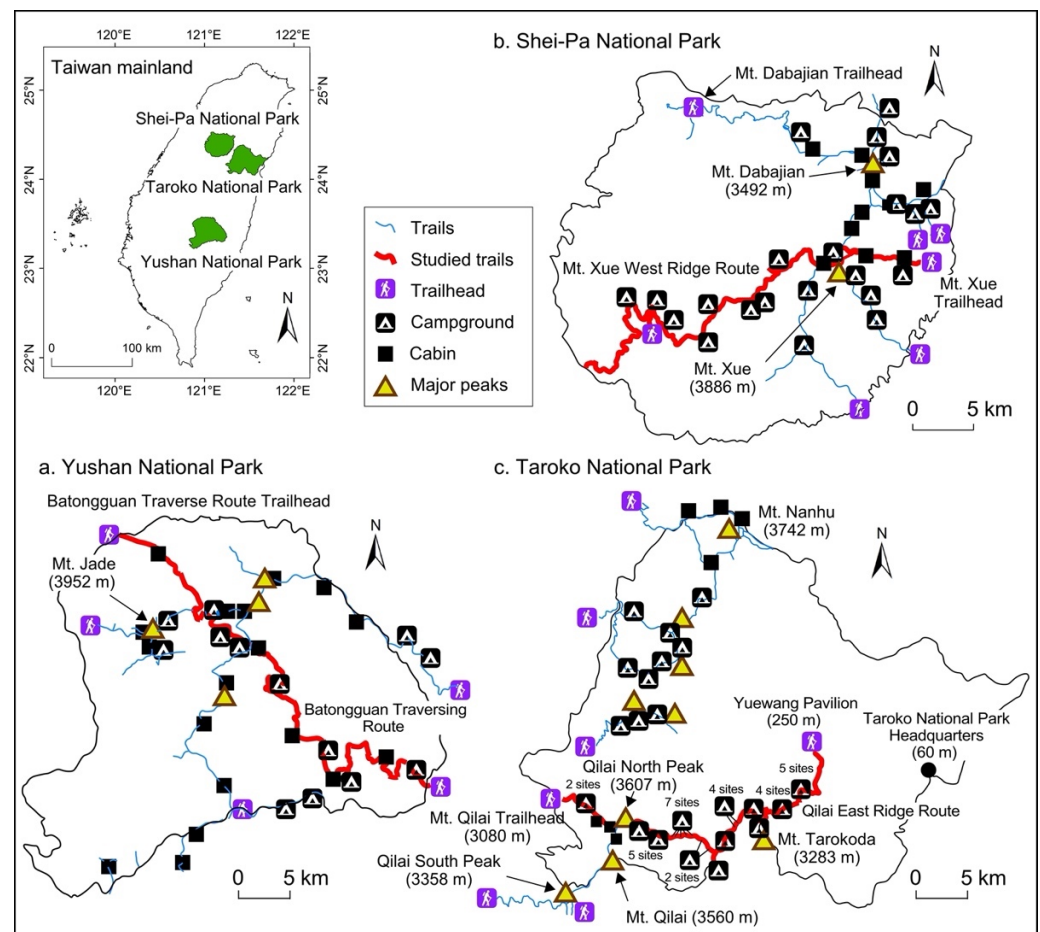 120°E
121°E
122°E
Taiwan mainland
25°N
25°N
Shei-Pa National Park
24°N
24°N
Taroko National Park
23°N
23°N
Yushan National Park
N
22°N
22°N
0
100 km
120°E
121°E
122°E
Trails
Studied trails
Trailhead
Campground
Cabin
Major peaks
b. Shei-Pa National Park
N
Mt. Dabajian Trailhead
Mt. Dabajian
(3492 m)
Mt. Xue West Ridge Route
Mt. Xue
Trailhead
Mt. Xue
(3886 m)
0
5 km
a. Yushan National Park
Batongguan Traverse Route Trailhead
N
Mt. Jade
(3952 m)
Batongguan Traversing
Route
0
5 km
c. Taroko National Park
Mt. Nanhu
(3742 m)
N
Yuewang Pavilion
(250 m)
Taroko National Park
Headquarters
(60 m)
Qilai North Peak
(3607 m)
5 sites
2 sites
4 sites
4 sites
7 sites
Qilai East Ridge Route
Mt. Qilai Trailhead
(3080 m)
Mt. Tarokoda
(3283 m)
5 sites
2 sites
Qilai South Peak
(3358 m)
Mt. Qilai (3560 m)
0
5 km